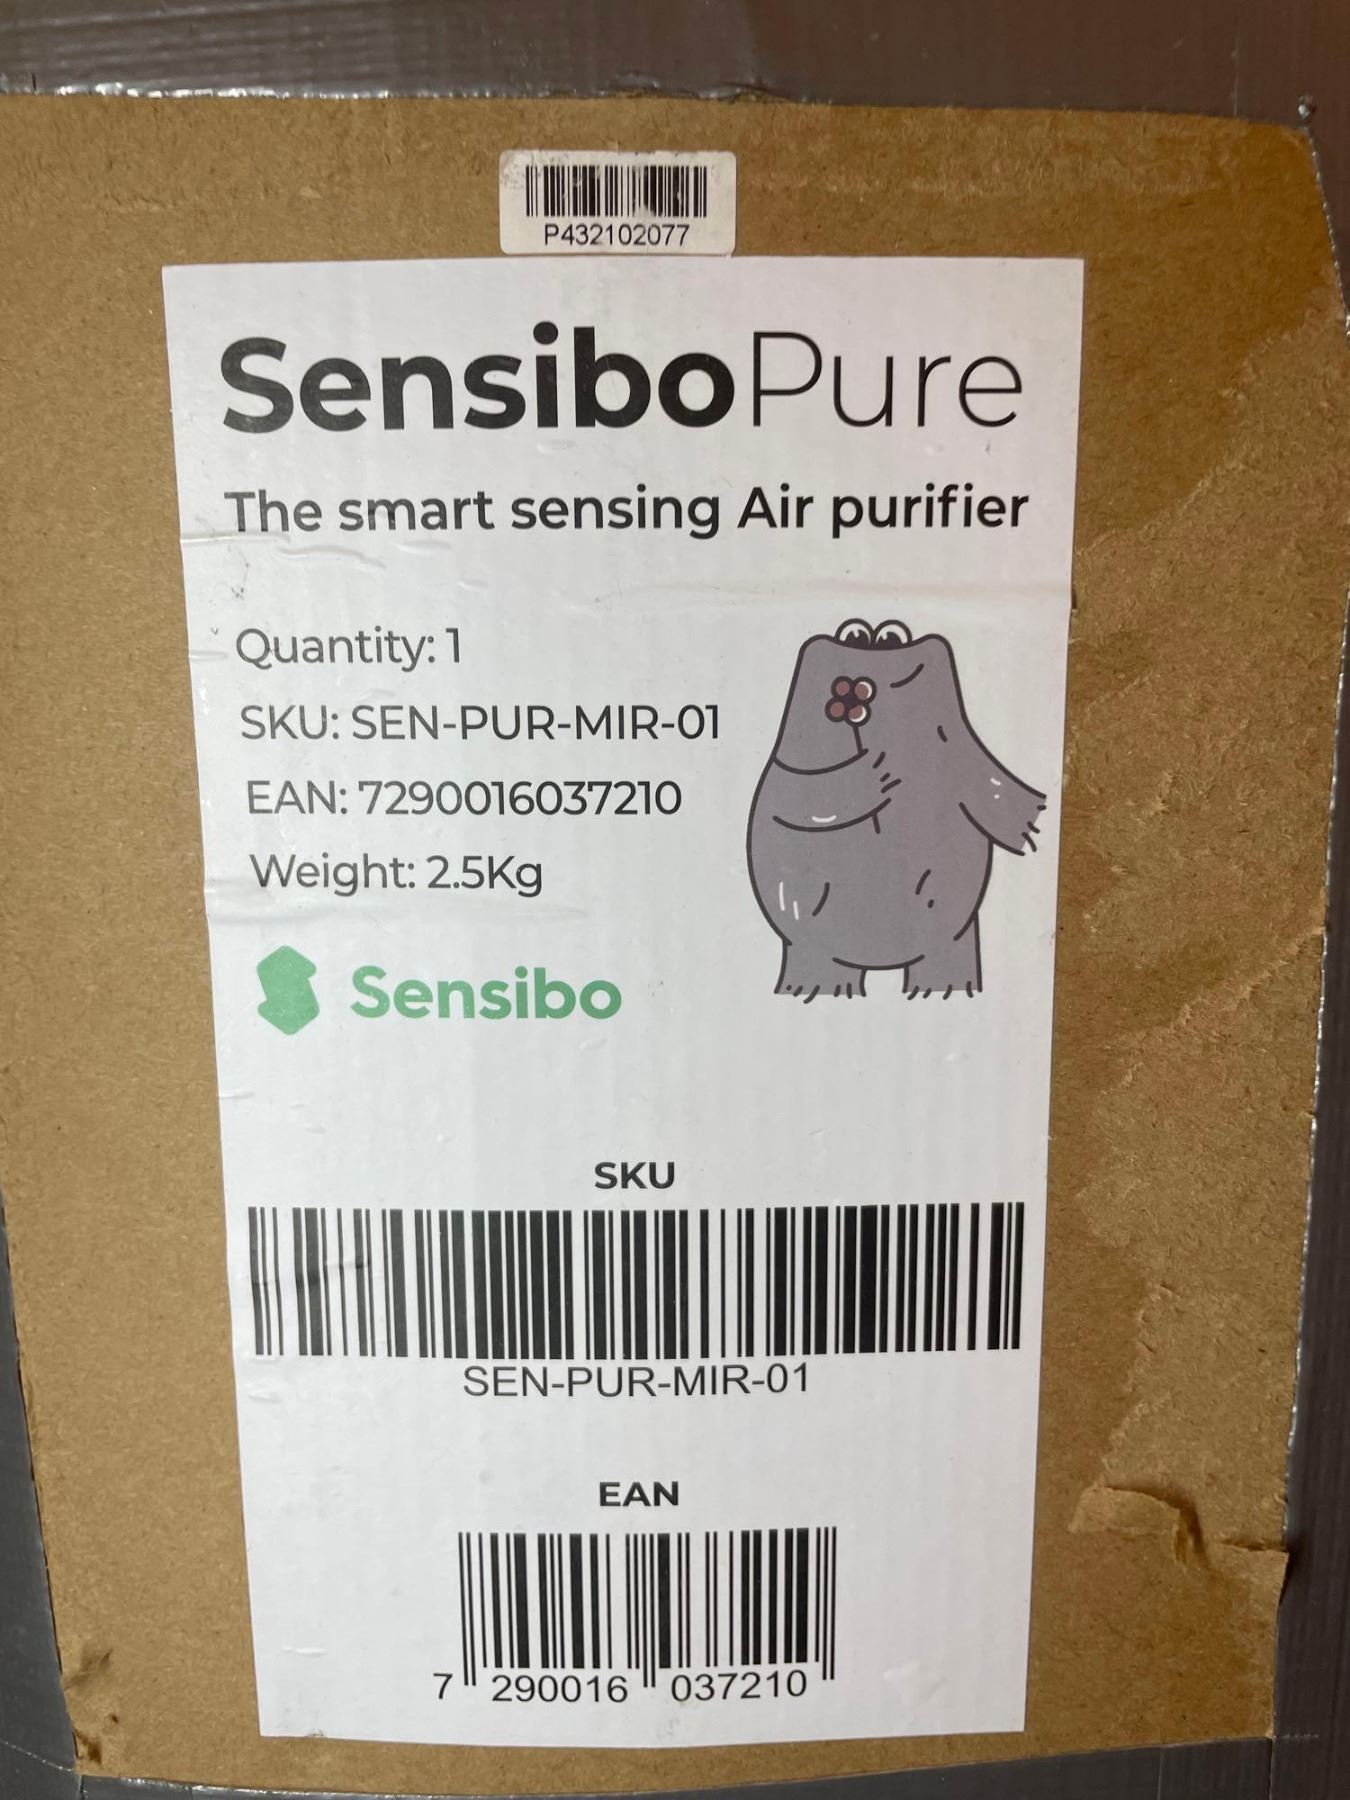 P432102077
SensiboPure
The smart sensing Air purifier
Quantity: 1
SKU: SEN-PUR-MIR-01
EAN: 7290016037210
Weight: 2.5Kg
Sensibo
SKU
SEN-PUR-MIR-01
EAN
7 290016 037210